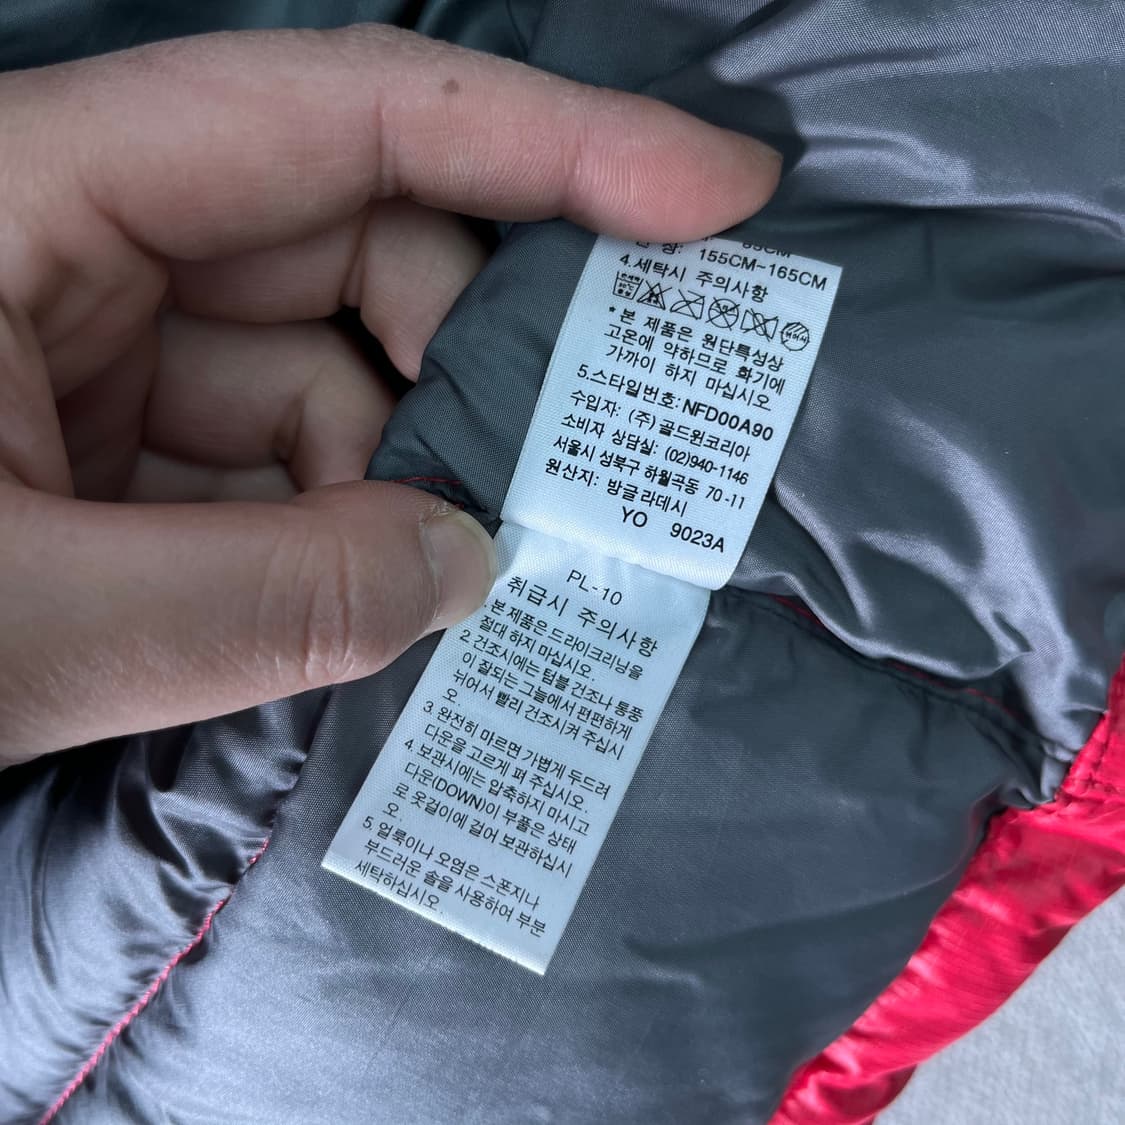 85CM
장: 155CM-165CM
4.세탁시 주의사항
*본 제품은 원단특성상
고온에 약하므로 화기에
가까이 하지 마십시오
5.스타일번호: NFD00A90
수입자: (주)골드윈코리아
소비자 상담실: (02)940-1146
서울시 성북구 하월곡동 70-11
원산지: 방글라데시
YO 9023A
PL-10
취급시 주의사항
본 제품은 드라이크리닝을
절대 하지 마십시오.
2 건조시에는 텀블 건조나 통풍
이 잘되는 그늘에서 편편하게
뉘어서 빨리 건조시켜 주십시
오.
3 완전히 마르면 가볍게 두드려
다운을 고르게 펴 주십시오.
4. 보관시에는 압축하지 마시고
다운(DOWN)이 부풀은 상태
로 옷걸이에 걸어 보관하십시
오.
5. 얼룩이나 오염은 스폰지나
부드러운 솔을 사용하여 부분
세탁하십시오.